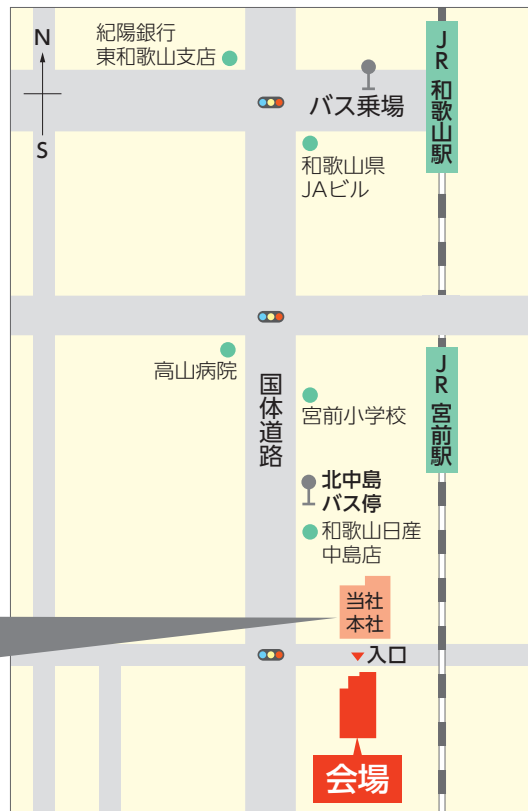 N
S
紀陽銀行
東和歌山支店
バス乗場
JR 和歌山駅
和歌山県
JAビル
高山病院
国体道路
宮前小学校
JR 宮前駅
北中島
バス停
和歌山日産
中島店
当社
本社
入口
会場